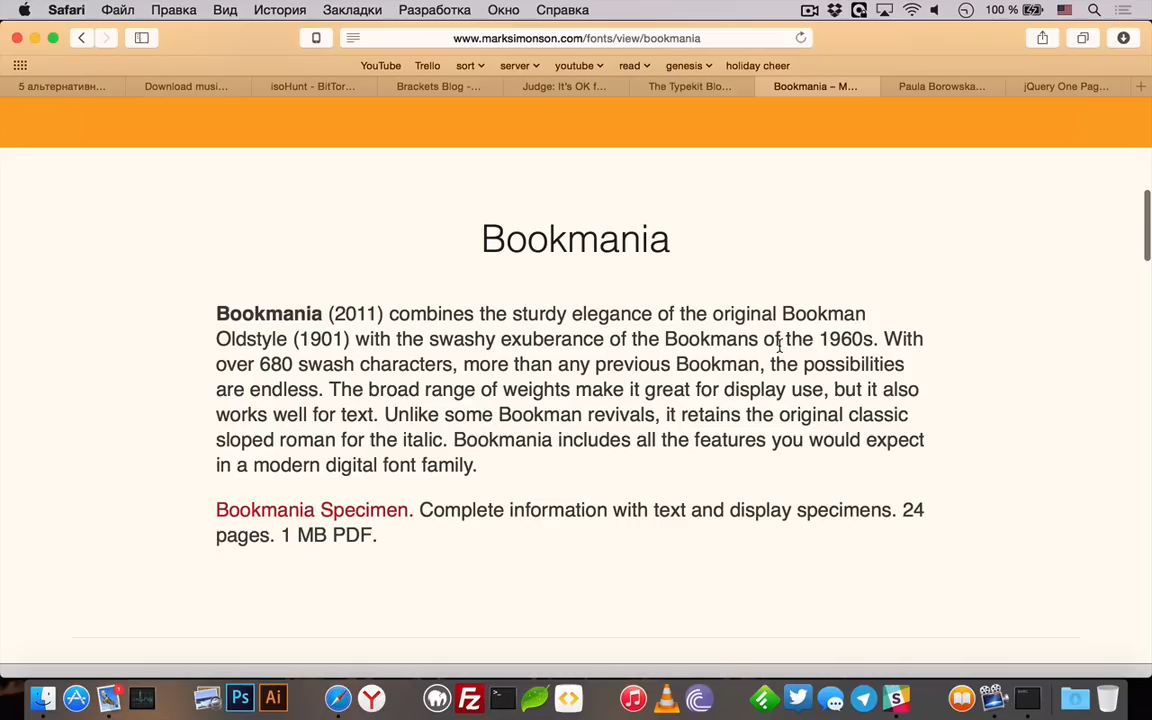 Safari Файл Правка Вид История Закладки Разработка Окно Справка 100 %
www.marksimonson.com/fonts/view/bookmania
YouTube Trello sort server youtube read genesis holiday cheer
5 альтернативн... Download musi... isoHunt - BitTor... Brackets Blog -... Judge: It's OK f... The Typekit Blo... Bookmania – M... Paula Borowska... jQuery One Pag...
Bookmania
Bookmania (2011) combines the sturdy elegance of the original Bookman
Oldstyle (1901) with the swashy exuberance of the Bookmans of the 1960s. With
over 680 swash characters, more than any previous Bookman, the possibilities
are endless. The broad range of weights make it great for display use, but it also
works well for text. Unlike some Bookman revivals, it retains the original classic
sloped roman for the italic. Bookmania includes all the features you would expect
in a modern digital font family.
Bookmania Specimen. Complete information with text and display specimens. 24
pages. 1 MB PDF.
Ps Ai Fz